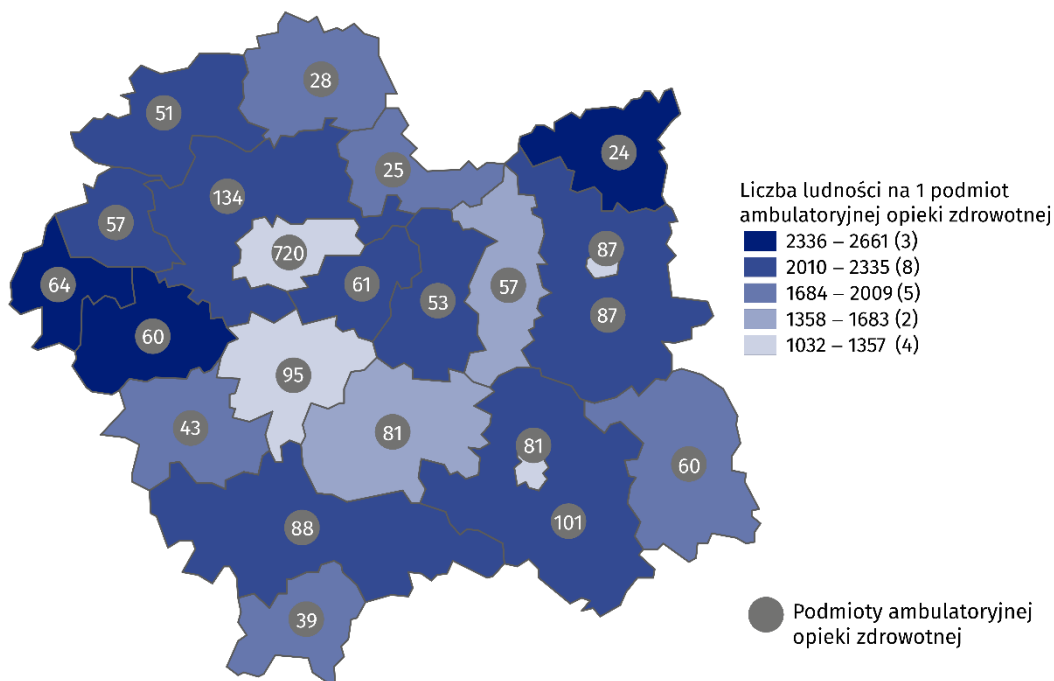 28
51
24
25
134
57
720
87
64
61
57
53
87
60
95
43
81
81
60
101
88
39
Liczba ludności na 1 podmiot
ambulatoryjnej opieki zdrowotnej
2336 – 2661 (3)
2010 – 2335 (8)
1684 – 2009 (5)
1358 – 1683 (2)
1032 – 1357 (4)
Podmioty ambulatoryjnej
opieki zdrowotnej